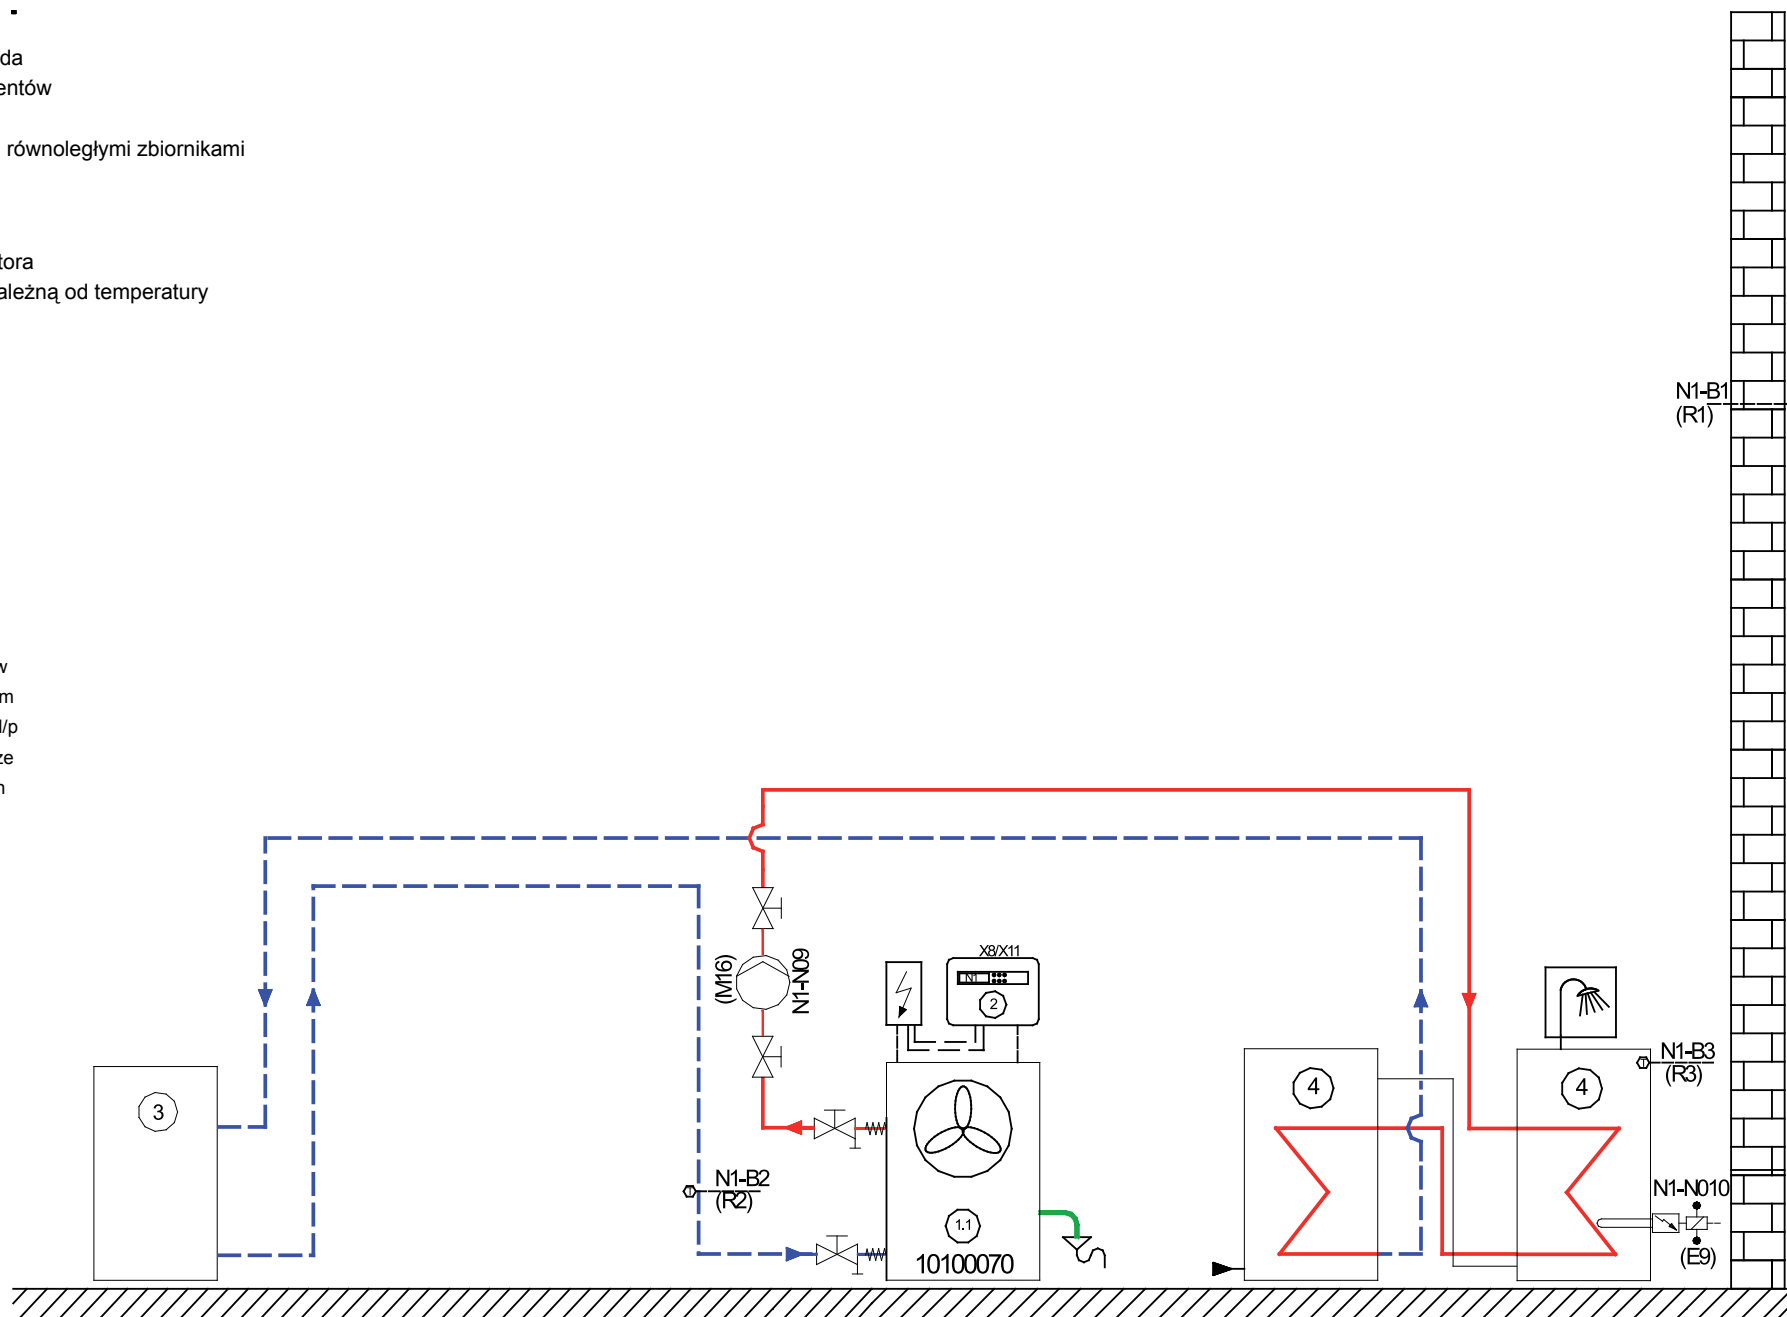 da
entów
równoległymi zbiornikami
tora
ależną od temperatury
w
m
l/p
ze
n
N1-B1
(R1)
(M16)
N1-N09
X8/X11
N1
2
3
4
4
N1-B3
(R3)
N1-B2
(R2)
1.1
10100070
N1-N010
(E9)